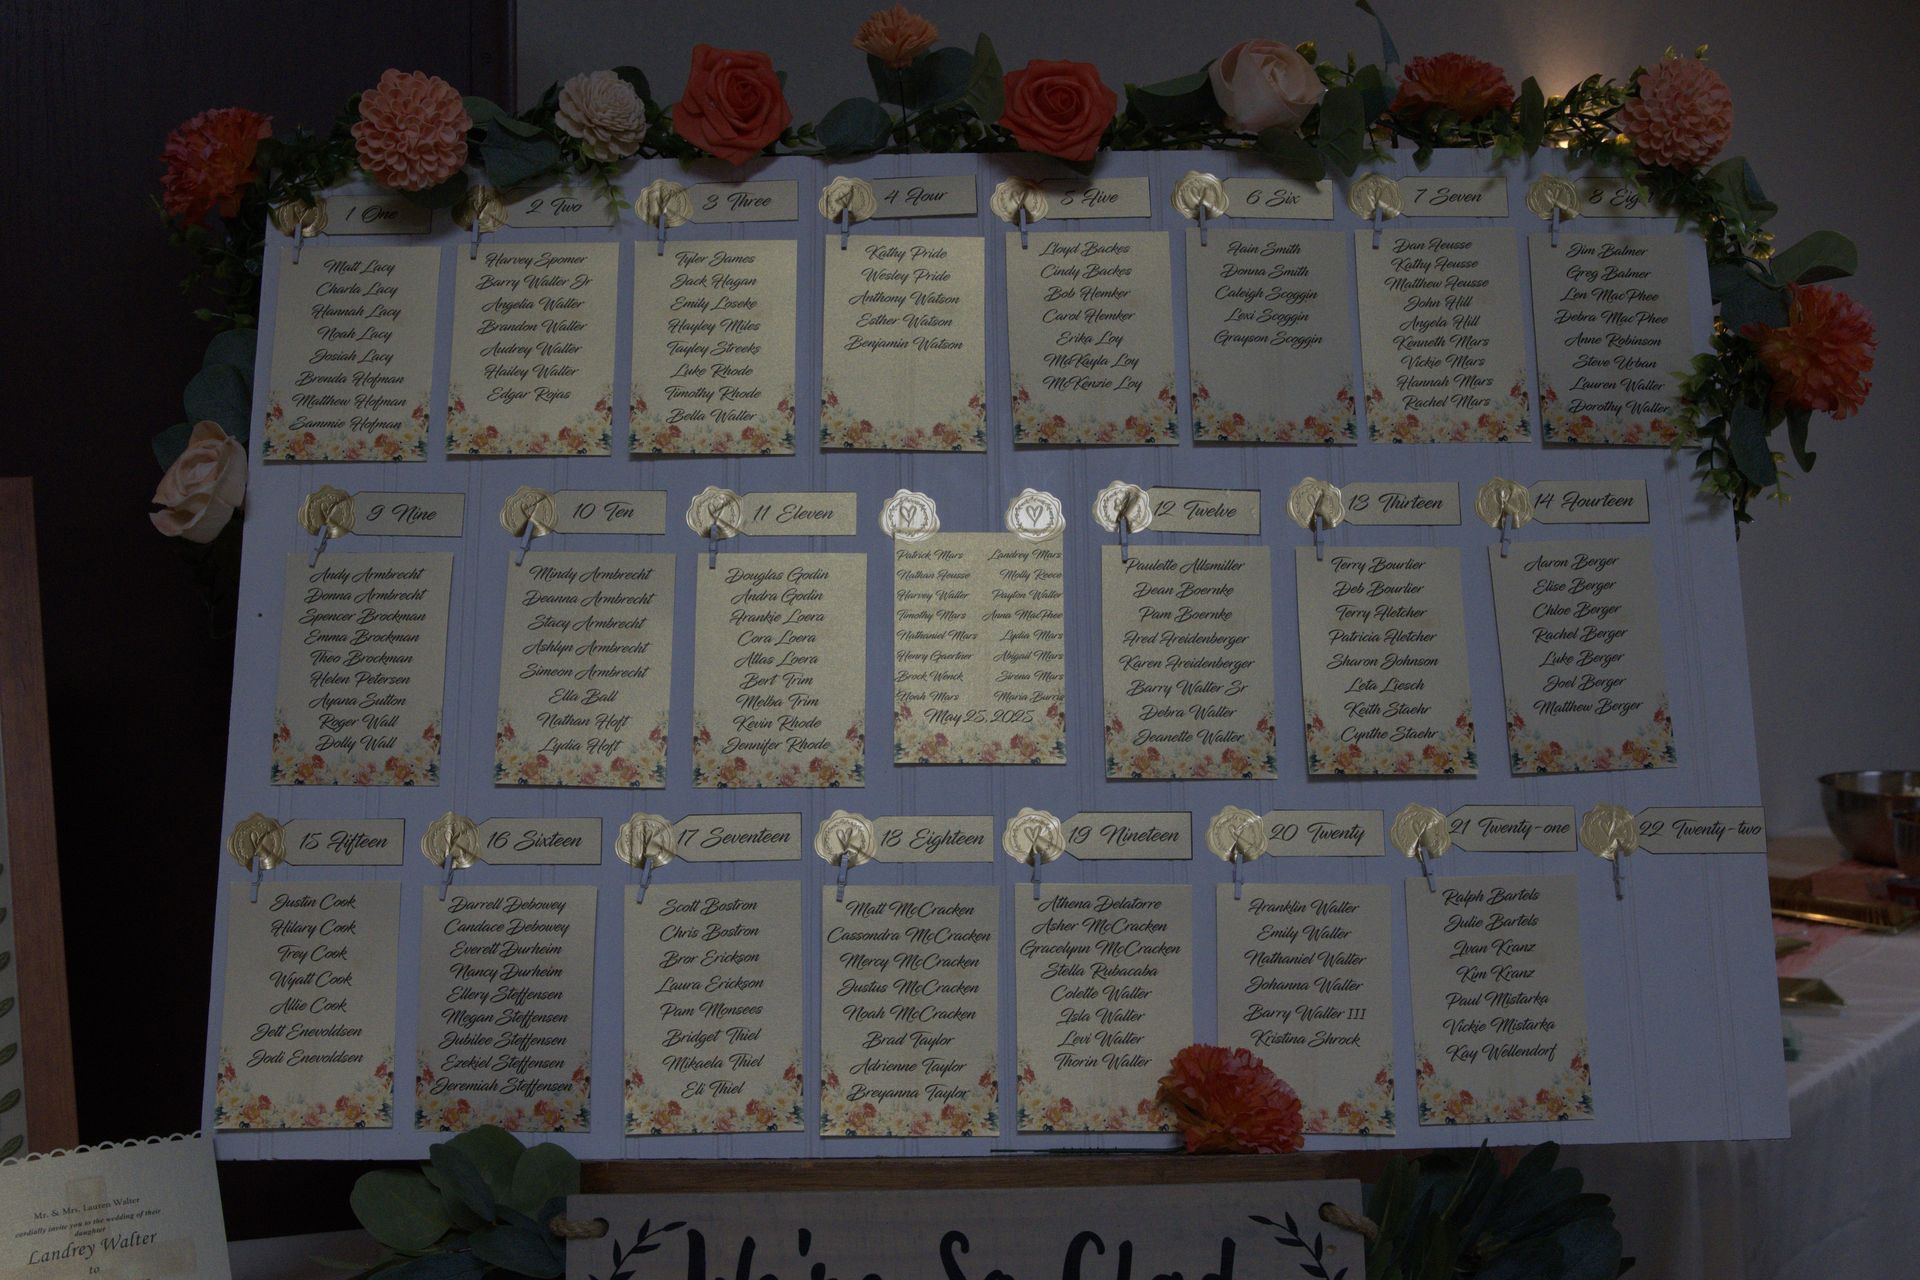 1 One
Matt Lacy
Charla Lacy
Hannah Lacy
Noah Lacy
Josiah Lacy
Brenda Hofman
Matthew Hofman
Sammie Hofman
2 Two
Harvey Spomer
Barry Walter Jr
Angelia Walter
Brandon Walter
Audrey Walter
Hailey Walter
Edgar Rojas
3 Three
Tyler James
Jack Hagan
Emily Loseke
Hayley Miles
Tayley Streeks
Luke Rhode
Timothy Rhode
Bella Walter
4 Four
Kathy Pride
Wesley Pride
Anthony Watson
Esther Watson
Benjamin Watson
5 Five
Lloyd Backes
Cindy Backes
Bob Hemker
Carol Hemker
Erika Loy
McKayla Loy
McKenzie Loy
6 Six
Fain Smith
Donna Smith
Caleigh Scoggin
Lexi Scoggin
Grayson Scoggin
7 Seven
Dan Feusse
Kathy Feusse
Matthew Feusse
John Hill
Angela Hill
Kenneth Mars
Vickie Mars
Hannah Mars
Rachel Mars
8
Jim Balmer
Greg Balmer
Len MacPhee
Debra MacPhee
Anne Robinson
Steve Urban
Lauren Walter
Dorothy Walter
9 Nine
Andy Armbrecht
Donna Armbrecht
Spencer Brockman
Emma Brockman
Theo Brockman
Helen Petersen
Ayana Sutton
Roger Wall
Dolly Wall
10 Ten
Mindy Armbrecht
Deanna Armbrecht
Stacy Armbrecht
Ashlyn Armbrecht
Simeon Armbrecht
Ella Ball
Nathan Hoft
Lydia Hoft
11 Eleven
Douglas Godin
Andra Godin
Frankie Loera
Cora Loera
Atlas Loera
Bert Trim
Melba Trim
Kevin Rhode
Jennifer Rhode
Patrick Mars Landrey Mars
Nathan Feusse Molly Reece
Harvey Walter Payton Walter
Timothy Mars Anna MacPhee
Nathaniel Mars Lydia Mars
Henry Gaertner Abigail Mars
Brock Wenck Sirena Mars
Noah Mars Maria Burris
May 25, 2025
12 Twelve
Paulette Allsmiller
Dean Boernke
Pam Boernke
Fred Freidenberger
Karen Freidenberger
Barry Walter Sr
Debra Walter
Jeanette Walter
13 Thirteen
Terry Bourlier
Deb Bourlier
Terry Fletcher
Patricia Fletcher
Sharon Johnson
Leta Liesch
Keith Staehr
Cynthe Staehr
14 Fourteen
Aaron Berger
Elise Berger
Chloe Berger
Rachel Berger
Luke Berger
Joel Berger
Matthew Berger
15 Fifteen
Justin Cook
Hilary Cook
Trey Cook
Wyatt Cook
Allie Cook
Jett Enevoldsen
Jodi Enevoldsen
16 Sixteen
Darrell Debowey
Candace Debowey
Everett Durheim
Nancy Durheim
Ellery Steffensen
Megan Steffensen
Jubilee Steffensen
Ezekiel Steffensen
Jeremiah Steffensen
17 Seventeen
Scott Bostron
Chris Bostron
Bror Erickson
Laura Erickson
Pam Monsees
Bridget Thiel
Mikaela Thiel
Eli Thiel
18 Eighteen
Matt McCracken
Cassondra McCracken
Mercy McCracken
Justus McCracken
Noah McCracken
Brad Taylor
Adrienne Taylor
Breyanna Taylor
19 Nineteen
Athena Delatorre
Asher McCracken
Gracelynn McCracken
Stella Rubacaba
Colette Walter
Isla Walter
Levi Walter
Thorin Walter
20 Twenty
Franklin Walter
Emily Walter
Nathaniel Walter
Johanna Walter
Barry Walter III
Kristina Shrock
21 Twenty-one
Ralph Bartels
Julie Bartels
Ivan Kranz
Kim Kranz
Paul Mistarka
Vickie Mistarka
Kay Wellendorf
22 Twenty-two
Mr. & Mrs. Lauren Walter
cordially invite you to the wedding of their
daughter
Landrey Walter
to
We're So Glad